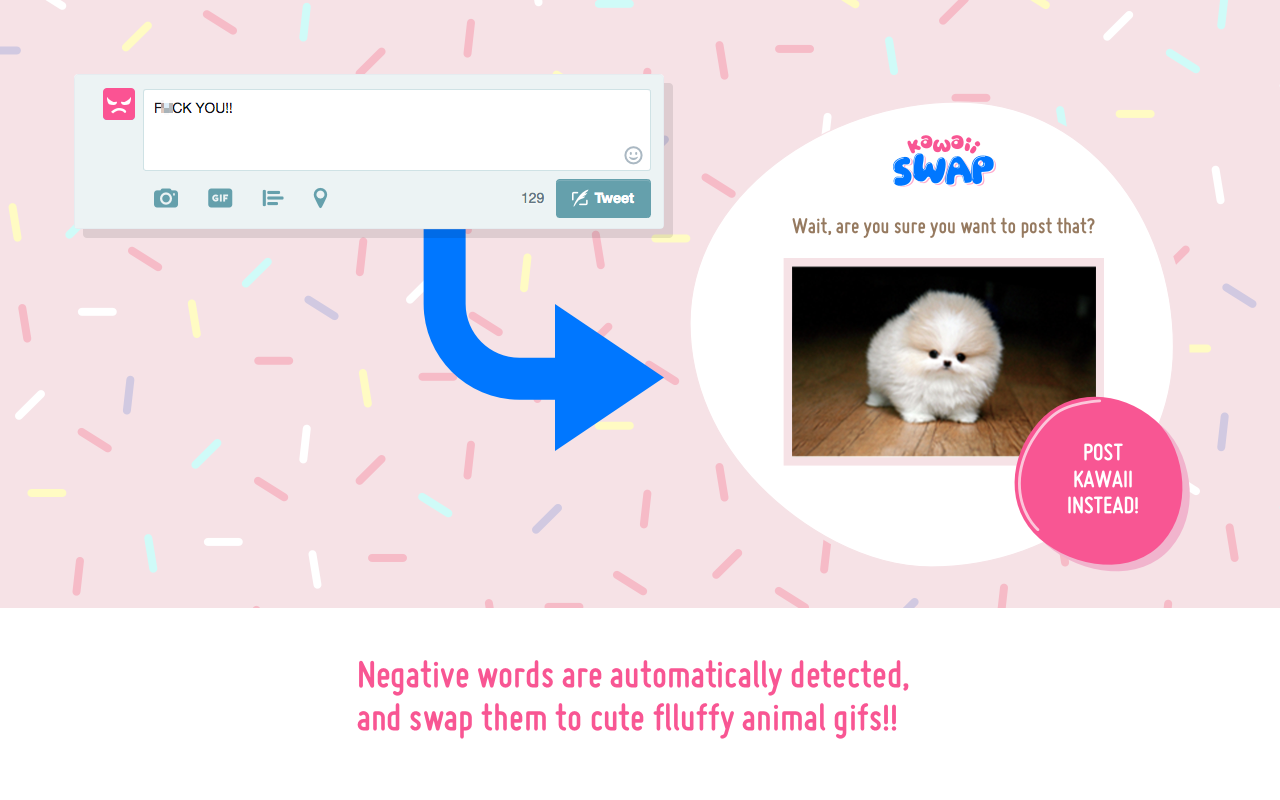 F CK YOU!!
GIF
129
Tweet
kawaii
SWAP
Wait, are you sure you want to post that?
POST
KAWAII
INSTEAD!
Negative words are automatically detected,
and swap them to cute flluffy animal gifs!!